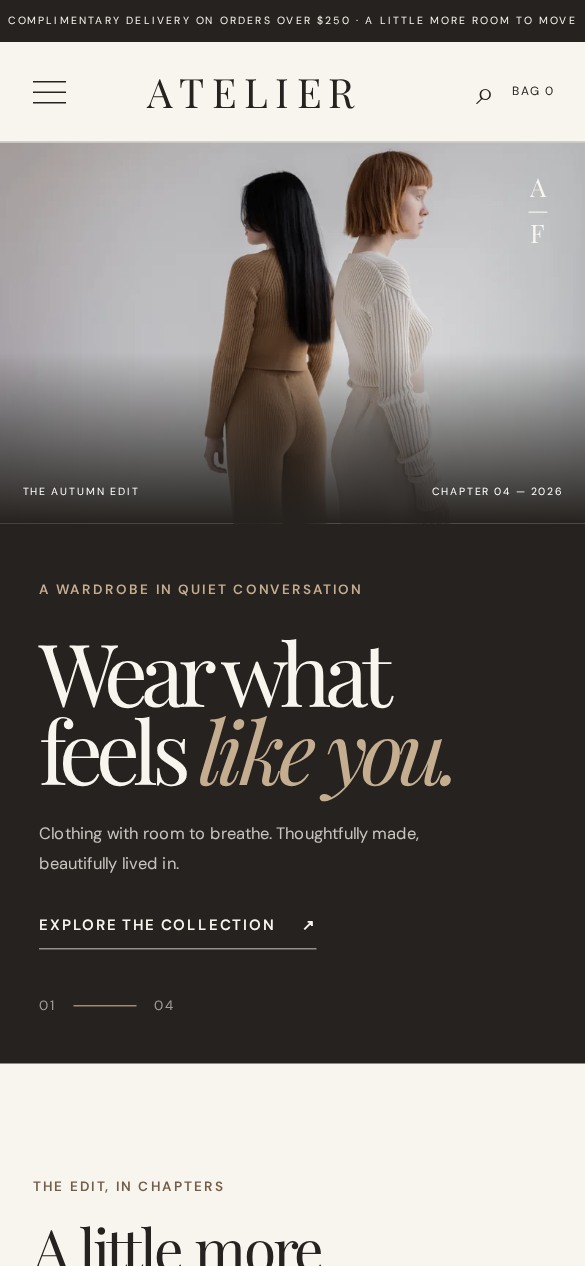 COMPLIMENTARY DELIVERY ON ORDERS OVER $250 · A LITTLE MORE ROOM TO MOVE
ATELIER
BAG 0
A
F
THE AUTUMN EDIT
CHAPTER 04 — 2026
A WARDROBE IN QUIET CONVERSATION
Wear what
feels like you.
Clothing with room to breathe. Thoughtfully made,
beautifully lived in.
EXPLORE THE COLLECTION ↗
01 04
THE EDIT, IN CHAPTERS
A little more